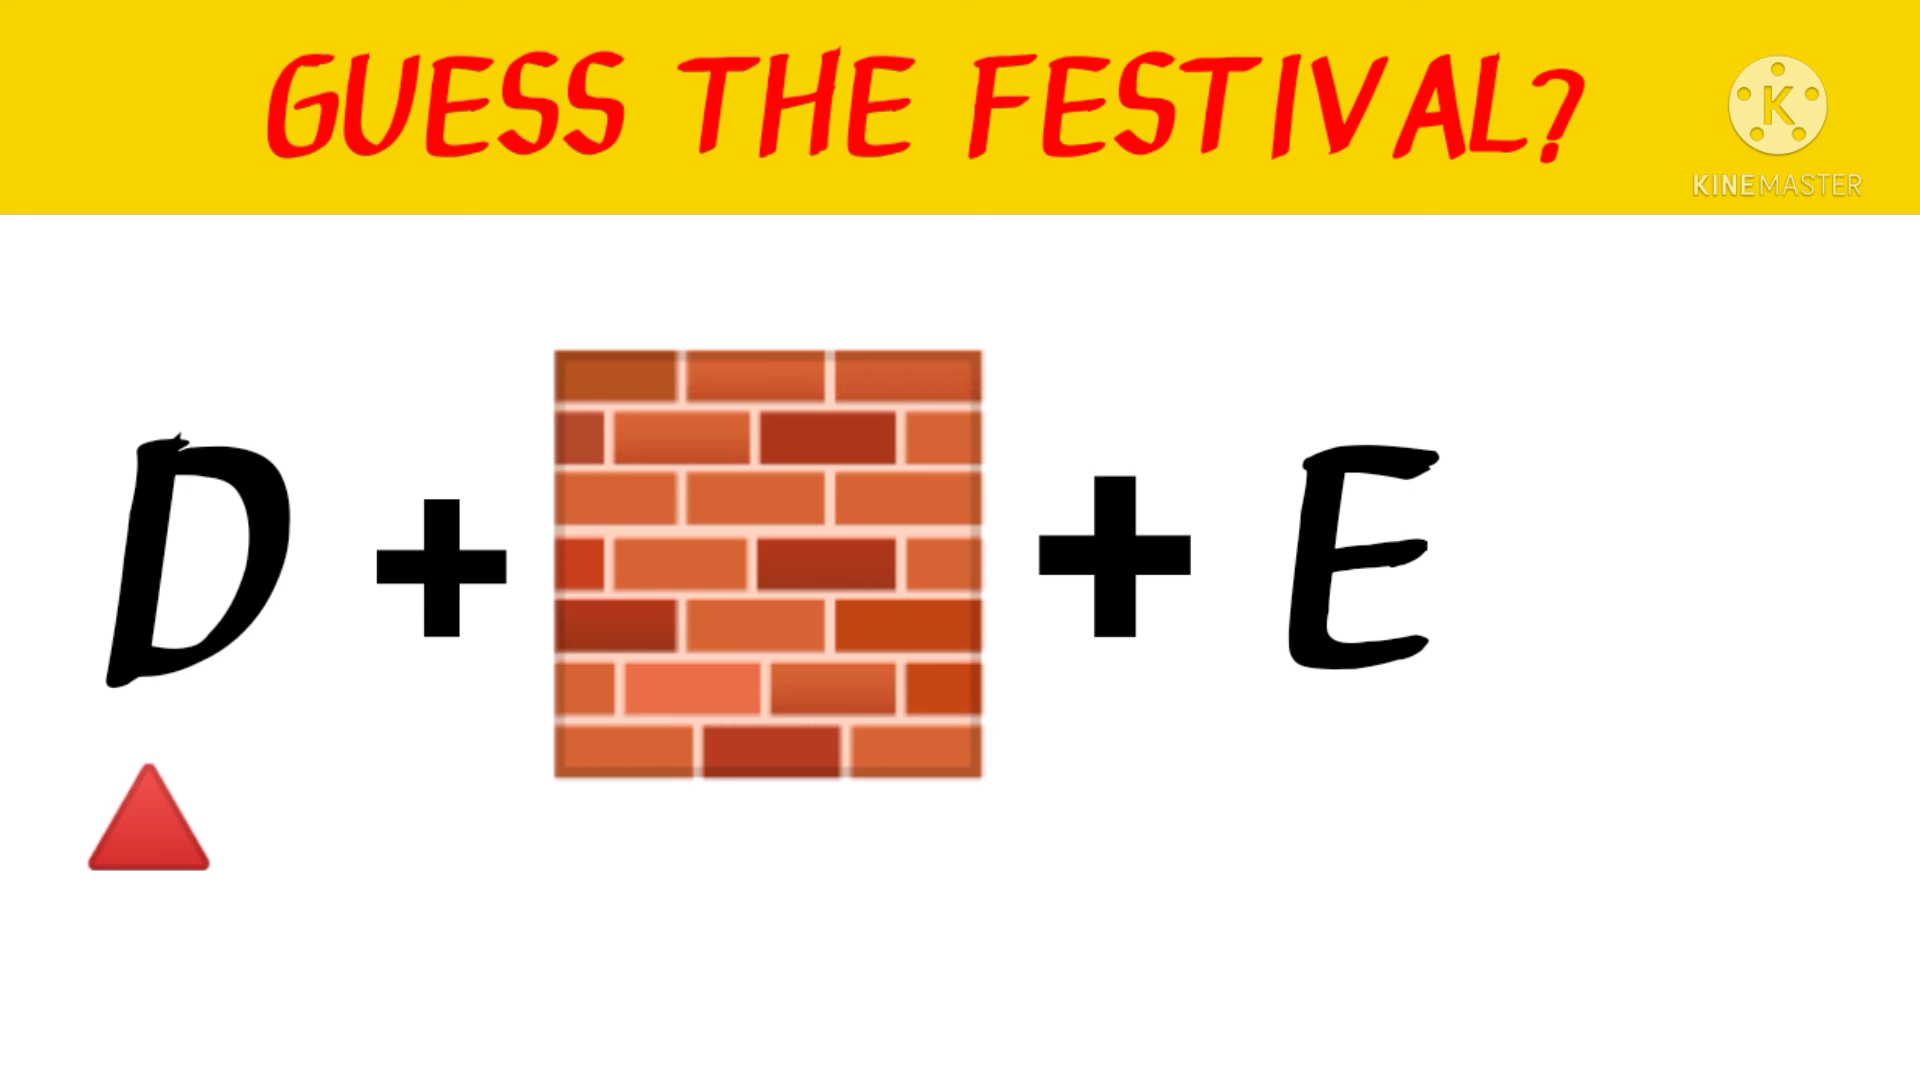 GUESS THE FESTIVAL?
K
KINEMASTER
D + + E